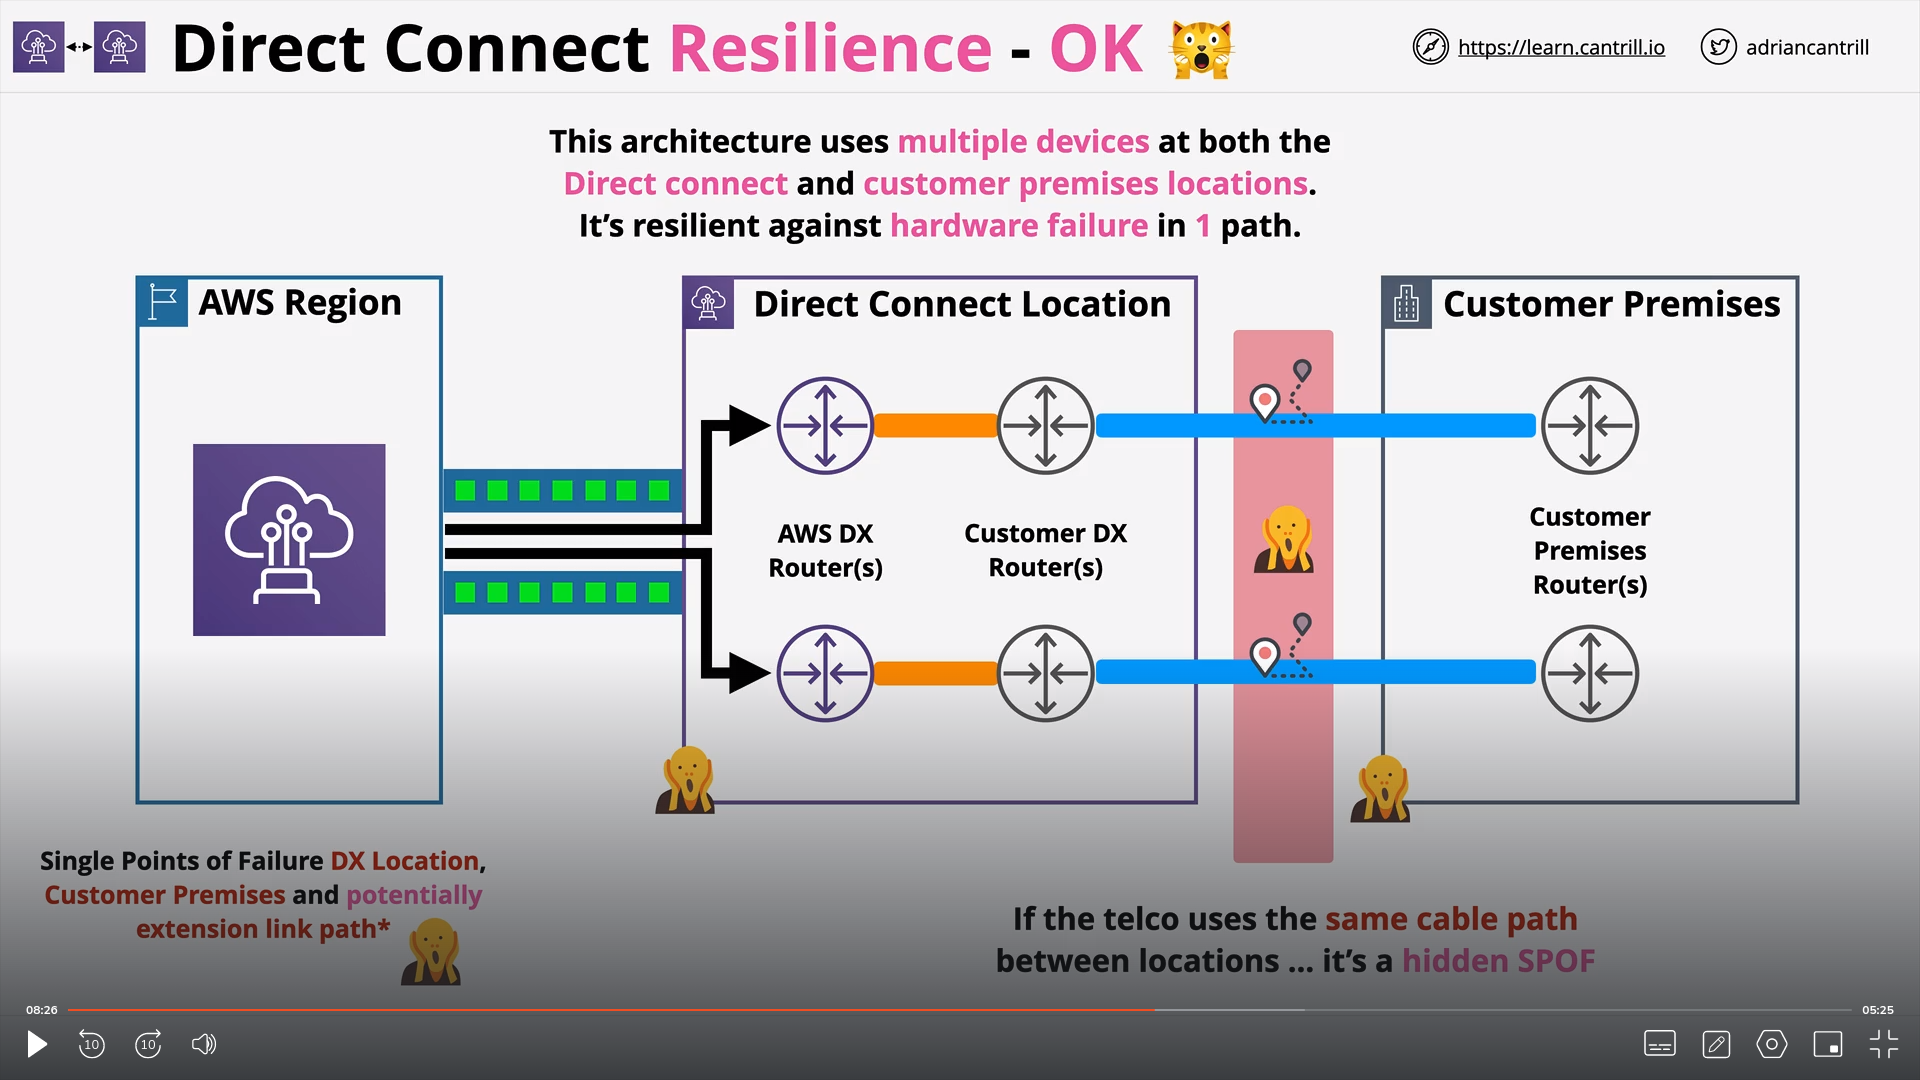 Direct Connect Resilience - OK
https://learn.cantrill.io
adriancantrill
This architecture uses multiple devices at both the
Direct connect and customer premises locations.
It’s resilient against hardware failure in 1 path.
AWS Region
Direct Connect Location
Customer Premises
AWS DX
Router(s)
Customer DX
Router(s)
Customer
Premises
Router(s)
Single Points of Failure DX Location,
Customer Premises and potentially
extension link path*
If the telco uses the same cable path
between locations ... it’s a hidden SPOF
08:26
05:25
10
10